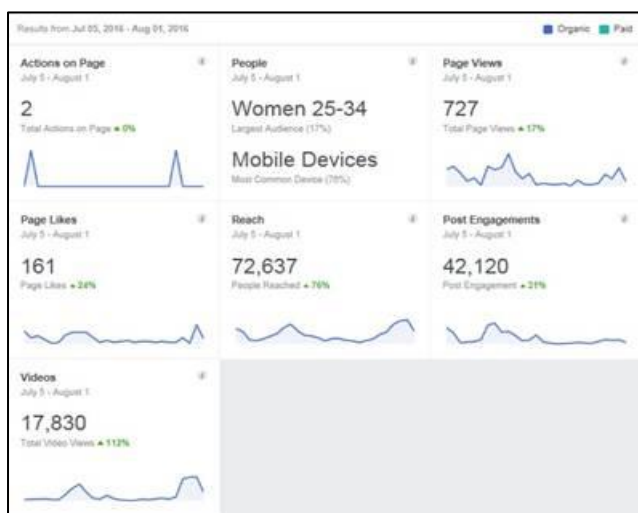 Results from Jul 05, 2016 - Aug 01, 2016
Organic Paid
Actions on Page
July 5 - August 1
2
Total Actions on Page ▲ 0%
People
July 5 - August 1
Women 25-34
Largest Audience (17%)
Mobile Devices
Most Common Device (78%)
Page Views
July 5 - August 1
727
Total Page Views ▲ 17%
Page Likes
July 5 - August 1
161
Page Likes ▲ 24%
Reach
July 5 - August 1
72,637
People Reached ▲ 76%
Post Engagements
July 5 - August 1
42,120
Post Engagement ▲ 21%
Videos
July 5 - August 1
17,830
Total Video Views ▲ 112%